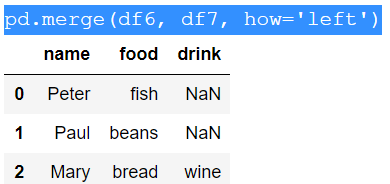 pd.merge(df6, df7, how='left')
name food drink
0 Peter fish NaN
1 Paul beans NaN
2 Mary bread wine